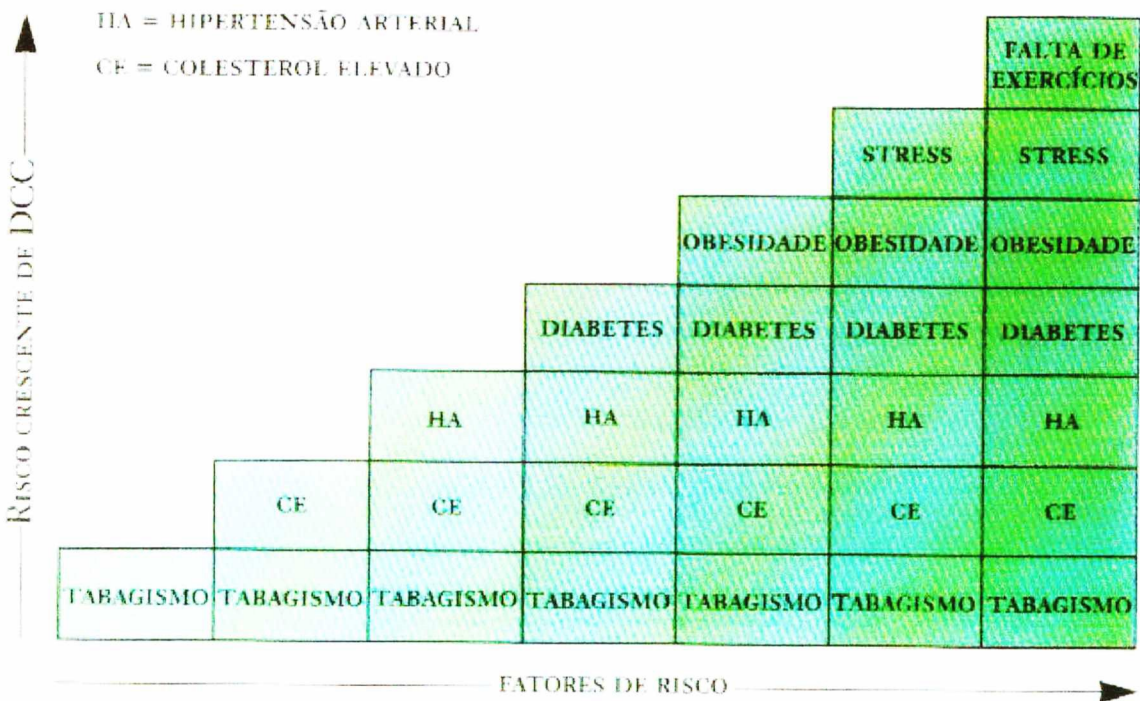 HA = HIPERTENSÃO ARTERIAL
CE = COLESTEROL ELEVADO
RISCO CRESCENTE DE DCC
FALTA DE
EXERCÍCIOS
STRESS STRESS
OBESIDADE OBESIDADE OBESIDADE
DIABETES DIABETES DIABETES DIABETES
HA HA HA HA HA
CE CE CE CE CE CE
TABAGISMO TABAGISMO TABAGISMO TABAGISMO TABAGISMO TABAGISMO TABAGISMO
FATORES DE RISCO